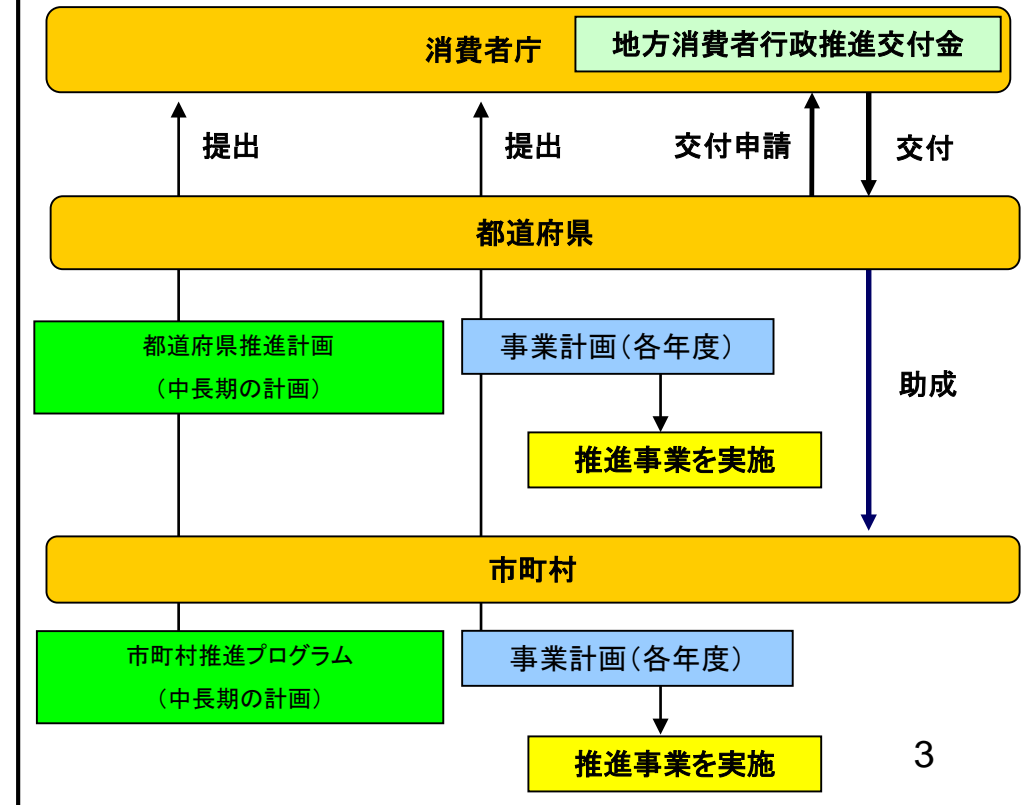 消費者庁
地方消費者行政推進交付金
提出
提出
交付申請
交付
都道府県
都道府県推進計画
（中長期の計画）
事業計画（各年度）
助成
推進事業を実施
市町村
市町村推進プログラム
（中長期の計画）
事業計画（各年度）
推進事業を実施
3